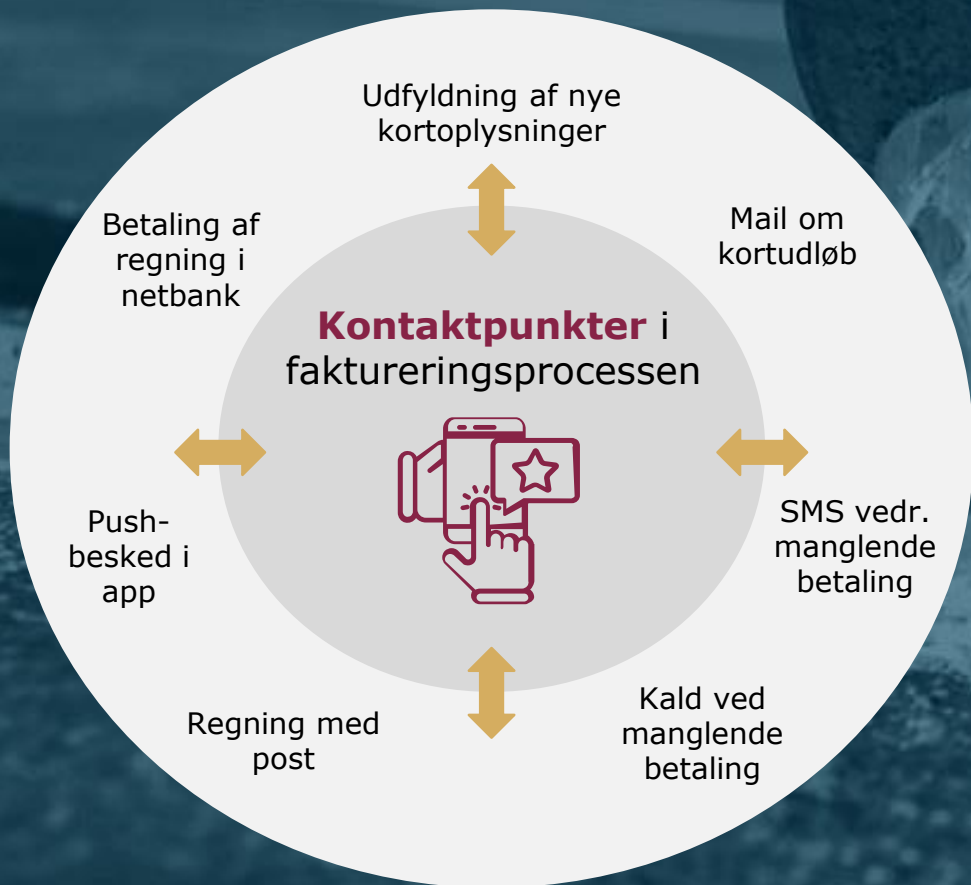 Udfyldning af nye
kortoplysninger
Mail om
kortudløb
Betaling af
regning i
netbank
Kontaktpunkter i
faktureringsprocessen
SMS vedr.
manglende
betaling
Push-
besked i
app
Kald ved
manglende
betaling
Regning med
post